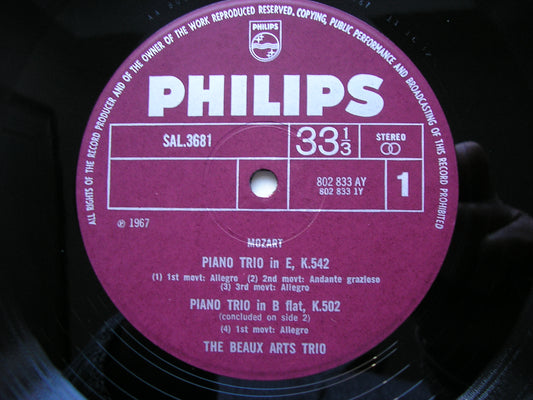 ALL RIGHTS OF THE RECORD PRODUCER AND OF THE OWNER OF THE WORK REPRODUCED RESERVED. COPYING, PUBLIC PERFORMANCE AND BROADCASTING OF THIS RECORD PROHIBITED
PHILIPS
PHILIPS
SAL.3681
33 1/3
STEREO
802 833 AY
802 833 1Y
1
℗ 1967
MOZART
PIANO TRIO in E, K.542
(1) 1st movt: Allegro (2) 2nd movt: Andante grazioso
(3) 3rd movt: Allegro
PIANO TRIO in B flat, K.502
(concluded on side 2)
(4) 1st movt: Allegro
THE BEAUX ARTS TRIO